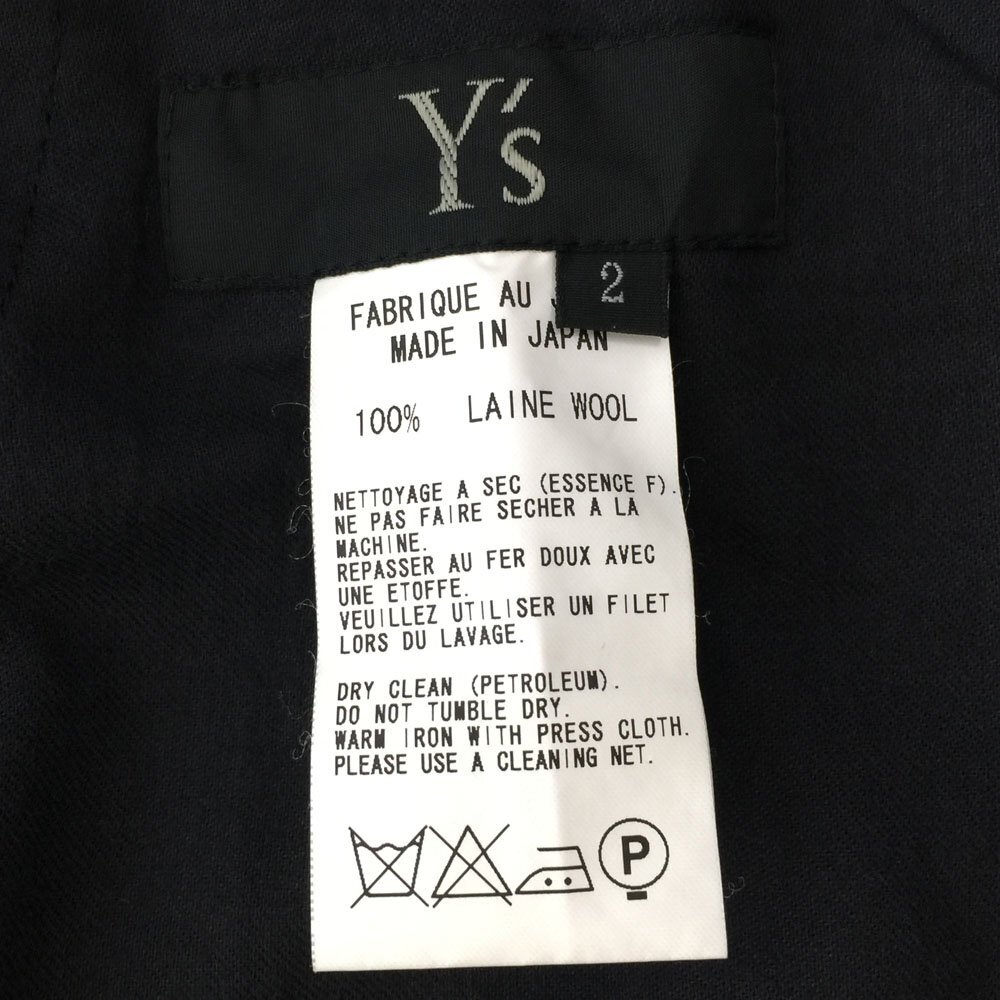 Y's
2
FABRIQUE AU
MADE IN JAPAN
100% LAINE WOOL
NETTOYAGE A SEC (ESSENCE F).
NE PAS FAIRE SECHER A LA
MACHINE.
REPASSER AU FER DOUX AVEC
UNE ETOFFE.
VEUILLEZ UTILISER UN FILET
LORS DU LAVAGE.
DRY CLEAN (PETROLEUM).
DO NOT TUMBLE DRY.
WARM IRON WITH PRESS CLOTH.
PLEASE USE A CLEANING NET.
P